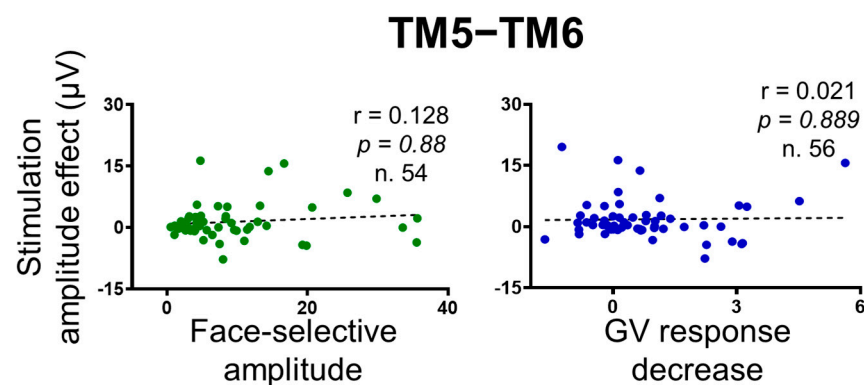 TM5−TM6
Stimulation
amplitude effect (µV)
30
15
0
-15
r = 0.128
p = 0.88
n. 54
0
20
40
Face-selective
amplitude
30
15
0
-15
r = 0.021
p = 0.889
n. 56
0
3
6
GV response
decrease